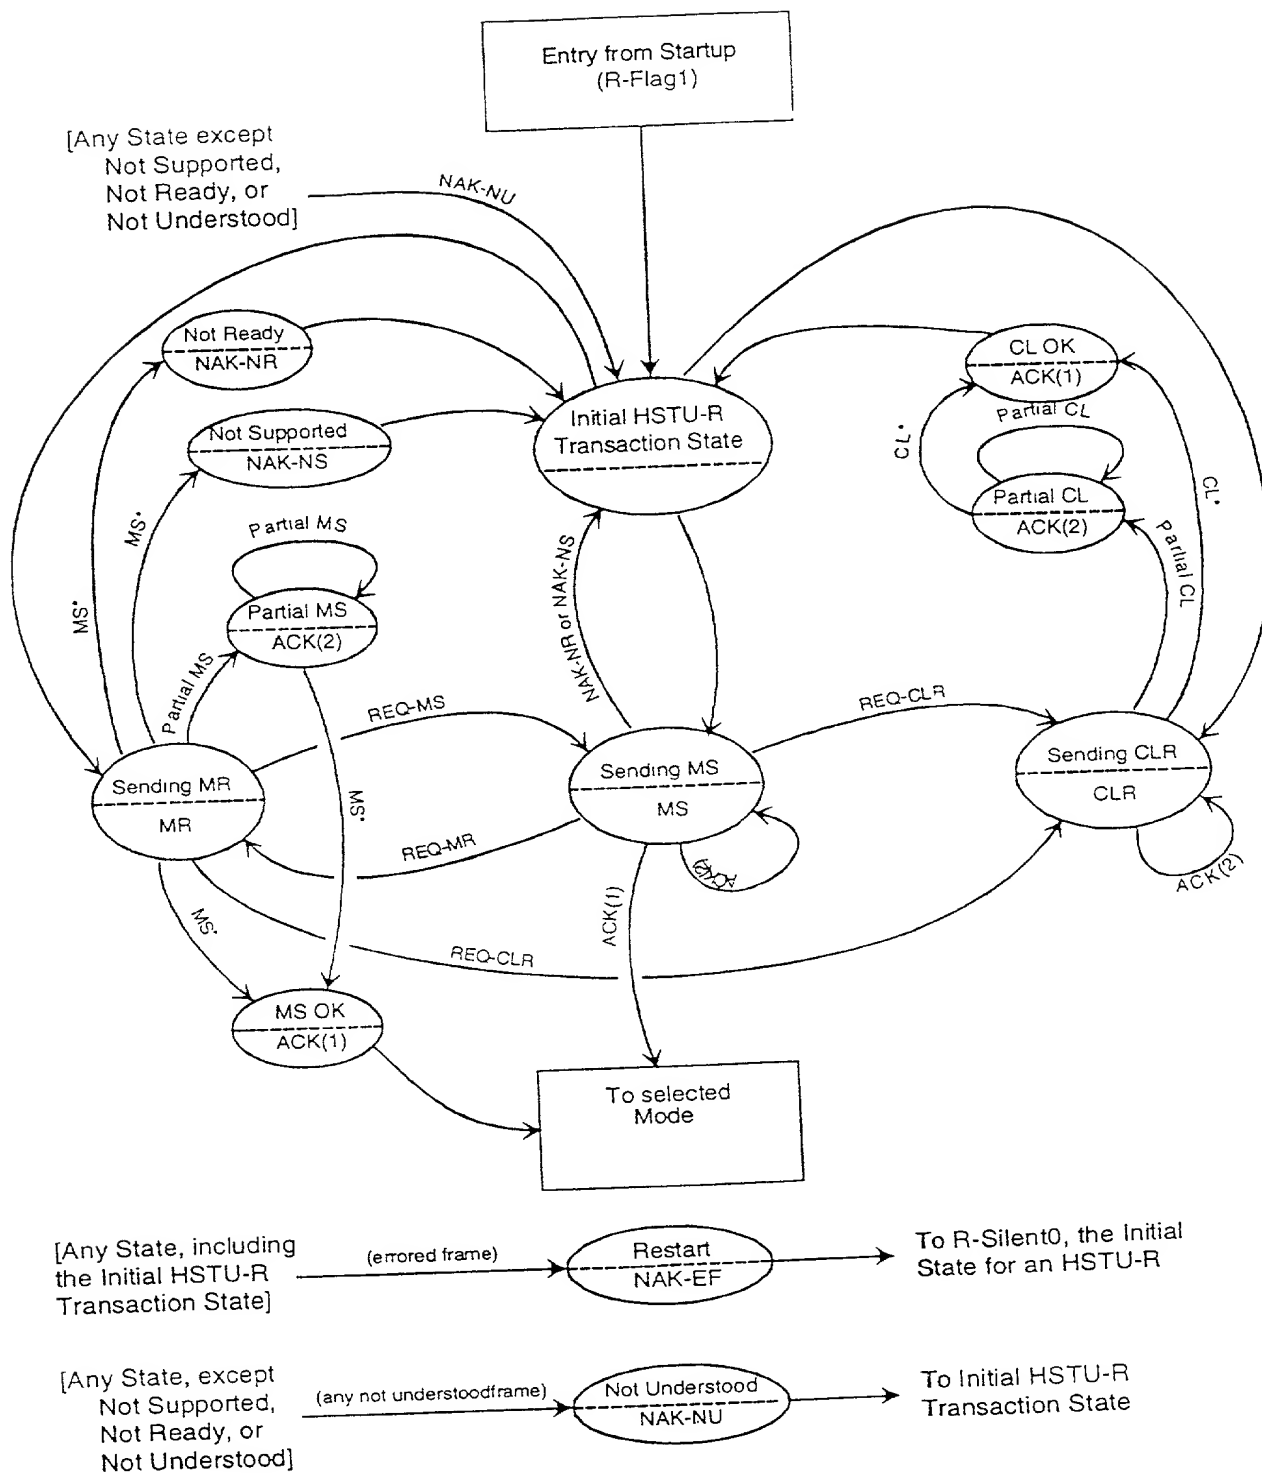 Entry from Startup
(R-Flag1)
[Any State except
Not Supported,
Not Ready, or
Not Understood]
NAK-NU
Not Ready
NAK-NR
CL OK
ACK(1)
Initial HSTU-R
Transaction State
Not Supported
NAK-NS
Partial CL
CL*
Partial CL
ACK(2)
CL*
Partial CL
MS*
MS*
Partial MS
Partial MS
ACK(2)
Partial MS
NAK-NR or NAK-NS
REQ-MS
REQ-CLR
Sending MR
MR
Sending MS
MS
Sending CLR
CLR
MS*
REQ-MR
ACK(2)
ACK(2)
MS*
ACK(1)
REQ-CLR
MS OK
ACK(1)
To selected
Mode
[Any State, including
the Initial HSTU-R
Transaction State]
(errored frame)
Restart
NAK-EF
To R-Silent0, the Initial
State for an HSTU-R
[Any State, except
Not Supported,
Not Ready, or
Not Understood]
(any not understoodframe)
Not Understood
NAK-NU
To Initial HSTU-R
Transaction State